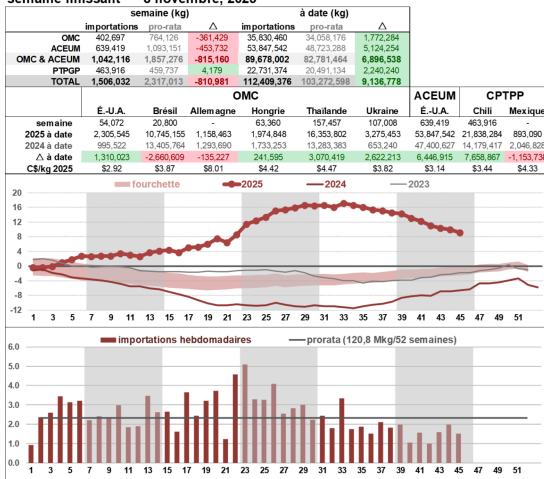 semaine (kg) à date (kg)
importations pro-rata △ importations pro-rata △
OMC 402,697 764,126 -361,429 35,830,460 34,058,176 1,772,284
ACEUM 639,419 1,093,151 -453,732 53,847,542 48,723,288 5,124,254
OMC & ACEUM 1,042,116 1,857,276 -815,160 89,678,002 82,781,464 6,896,538
PTPGP 463,916 459,737 4,179 22,731,374 20,491,134 2,240,240
TOTAL 1,506,032 2,317,013 -810,981 112,409,376 103,272,598 9,136,778
OMC ACEUM CPTPP
É.-U.A. Brésil Allemagne Hongrie Thaïlande Ukraine É.-U.A. Chili Mexique
semaine 54,072 20,800 - 63,360 157,457 107,008 639,419 463,916 -
2025 à date 2,305,545 10,745,155 1,158,463 1,974,848 16,353,802 3,275,453 53,847,542 21,838,284 893,090
2024 à date 995,522 13,405,764 1,293,690 1,733,253 13,283,383 653,240 47,400,627 14,179,417 2,046,828
△ à date 1,310,023 -2,660,609 -135,227 241,595 3,070,419 2,622,213 6,446,915 7,658,867 -1,153,738
C$/kg 2025 $2.92 $3.87 $8.01 $4.42 $4.47 $3.82 $3.14 $3.44 $4.33
fourchette 2025 2024 2023
20
16
12
8
4
0
-4
-8
-12
1 3 5 7 9 11 13 15 17 19 21 23 25 27 29 31 33 35 37 39 41 43 45 47 49 51
importations hebdomadaires prorata (120,8 Mkg/52 semaines)
6.0
5.0
4.0
3.0
2.0
1.0
0.0
1 3 5 7 9 11 13 15 17 19 21 23 25 27 29 31 33 35 37 39 41 43 45 47 49 51